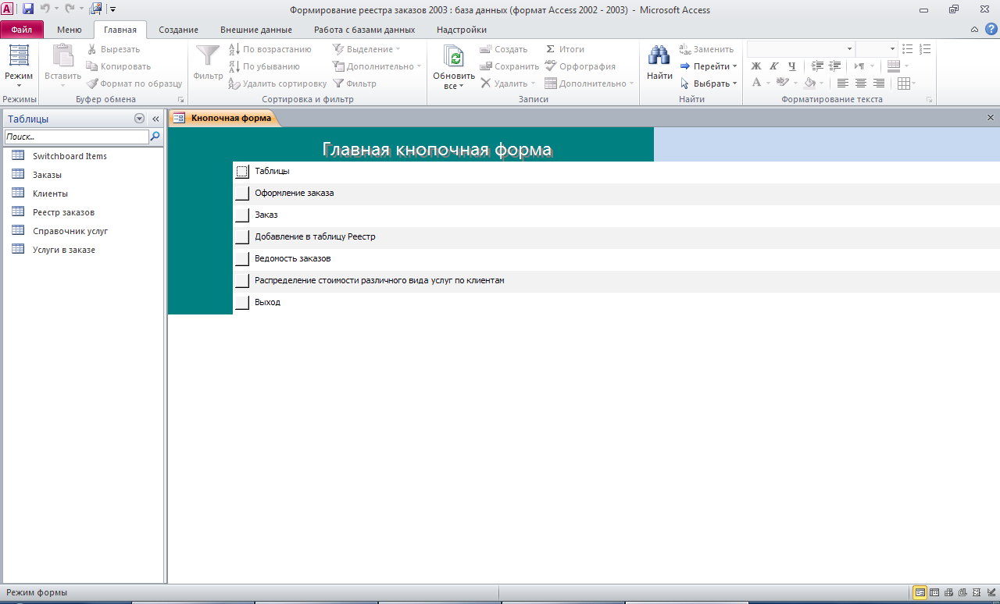 Формирование реестра заказов 2003 : база данных (формат Access 2002 - 2003) - Microsoft Access
Файл Меню Главная Создание Внешние данные Работа с базами данных Надстройки
Режим
Режимы
Вставить
Вырезать
Копировать
Формат по образцу
Буфер обмена
Фильтр
По возрастанию
По убыванию
Удалить сортировку
Выделение
Дополнительно
Фильтр
Сортировка и фильтр
Обновить
все
Создать
Сохранить
Удалить
Итоги
Орфография
Дополнительно
Записи
Найти
Заменить
Перейти
Выбрать
Найти
Ж К Ч
А
Форматирование текста
Таблицы
Поиск...
Switchboard Items
Заказы
Клиенты
Реестр заказов
Справочник услуг
Услуги в заказе
Кнопочная форма
Главная кнопочная форма
Таблицы
Оформление заказа
Заказ
Добавление в таблицу Реестр
Ведомость заказов
Распределение стоимости различного вида услуг по клиентам
Выход
Режим формы